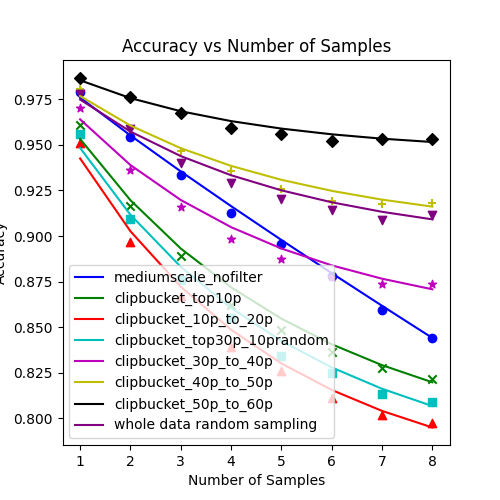 Accuracy vs Number of Samples
Accuracy
0.975
0.950
0.925
0.900
0.875
0.850
0.825
0.800
mediumscale_nofilter
clipbucket_top10p
clipbucket_10p_to_20p
clipbucket_top30p_10prandom
clipbucket_30p_to_40p
clipbucket_40p_to_50p
clipbucket_50p_to_60p
whole data random sampling
1 2 3 4 5 6 7 8
Number of Samples